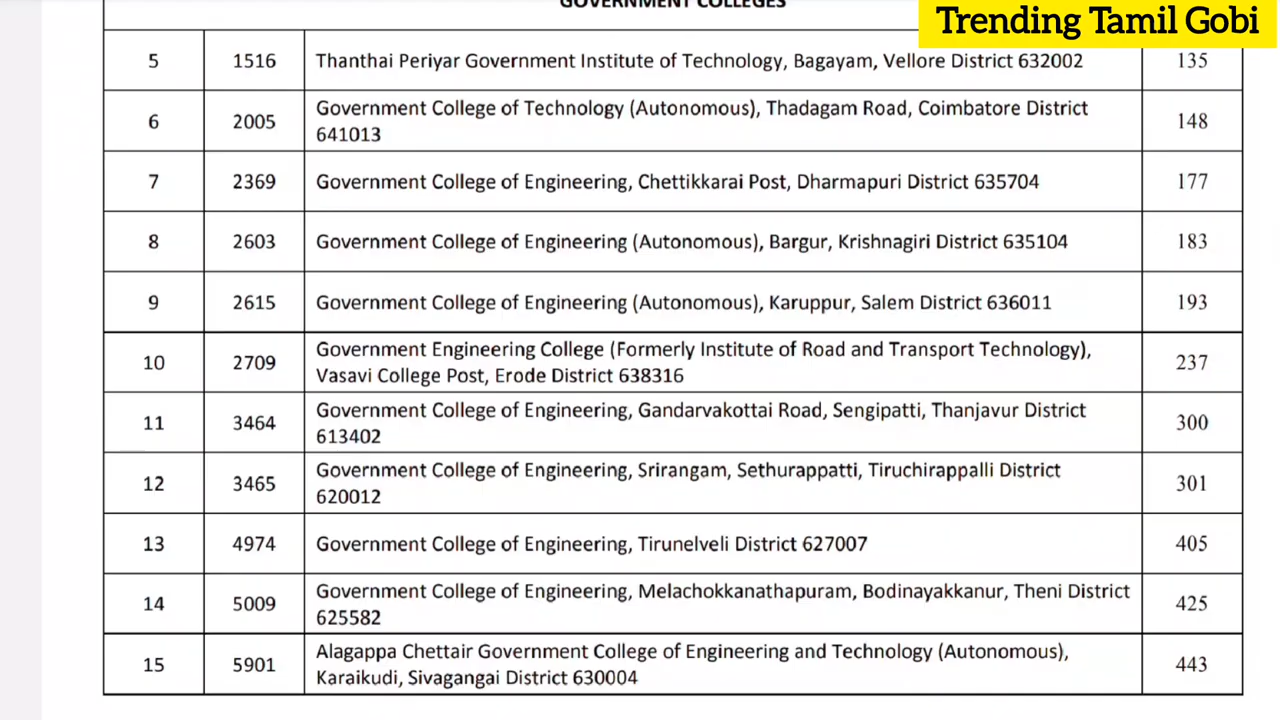 GOVERNMENT COLLEGES
Trending Tamil Gobi
5 1516 Thanthai Periyar Government Institute of Technology, Bagayam, Vellore District 632002 135
6 2005 Government College of Technology (Autonomous), Thadagam Road, Coimbatore District 148
641013
7 2369 Government College of Engineering, Chettikkarai Post, Dharmapuri District 635704 177
8 2603 Government College of Engineering (Autonomous), Bargur, Krishnagiri District 635104 183
9 2615 Government College of Engineering (Autonomous), Karuppur, Salem District 636011 193
10 2709 Government Engineering College (Formerly Institute of Road and Transport Technology), 237
Vasavi College Post, Erode District 638316
11 3464 Government College of Engineering, Gandarvakottai Road, Sengipatti, Thanjavur District 300
613402
12 3465 Government College of Engineering, Srirangam, Sethurappatti, Tiruchirappalli District 301
620012
13 4974 Government College of Engineering, Tirunelveli District 627007 405
14 5009 Government College of Engineering, Melachokkanathapuram, Bodinayakkanur, Theni District 425
625582
15 5901 Alagappa Chettair Government College of Engineering and Technology (Autonomous), 443
Karaikudi, Sivagangai District 630004